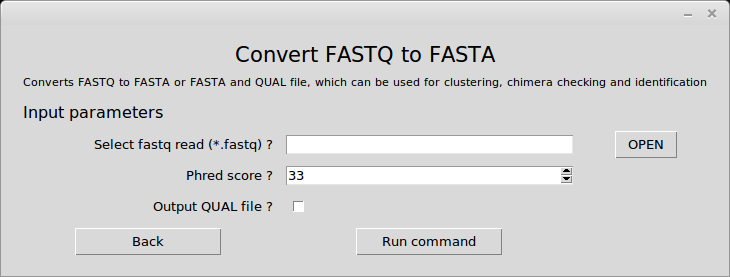 Convert FASTQ to FASTA
Converts FASTQ to FASTA or FASTA and QUAL file, which can be used for clustering, chimera checking and identification
Input parameters
Select fastq read (*.fastq) ? OPEN
Phred score ? 33
Output QUAL file ?
Back Run command